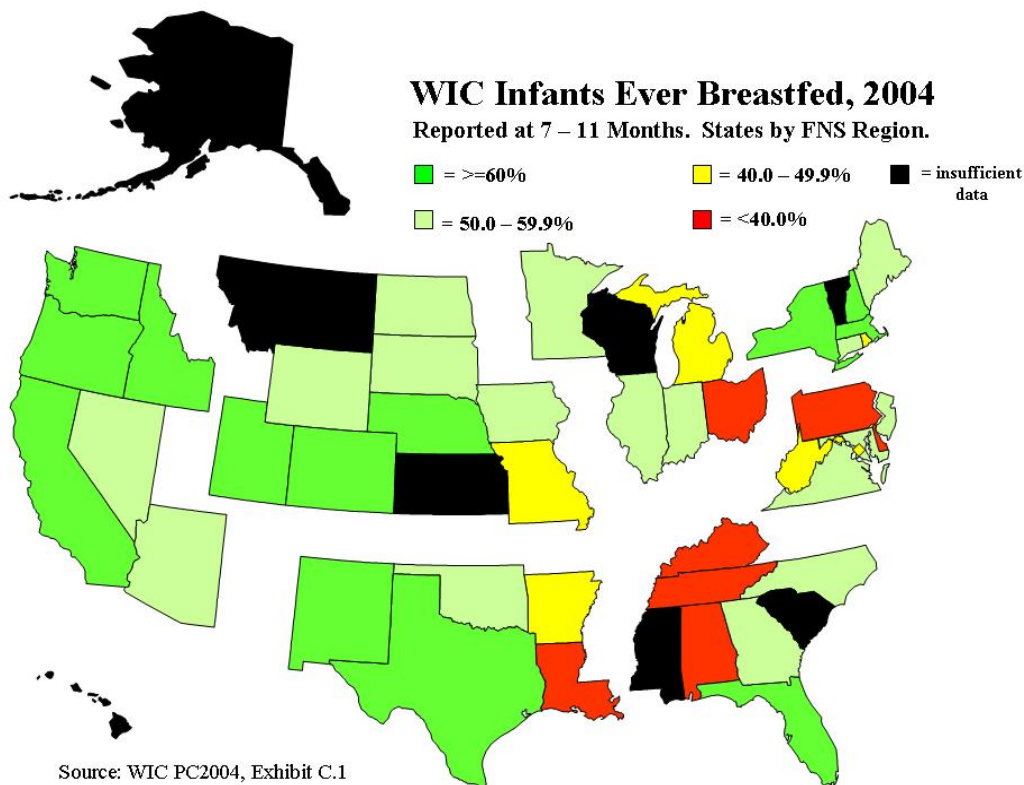 WIC Infants Ever Breastfed, 2004
Reported at 7 – 11 Months.  States by FNS Region.
= >=60%
= 40.0 – 49.9%
= insufficient
data
= 50.0 – 59.9%
= <40.0%
Source: WIC PC2004, Exhibit C.1